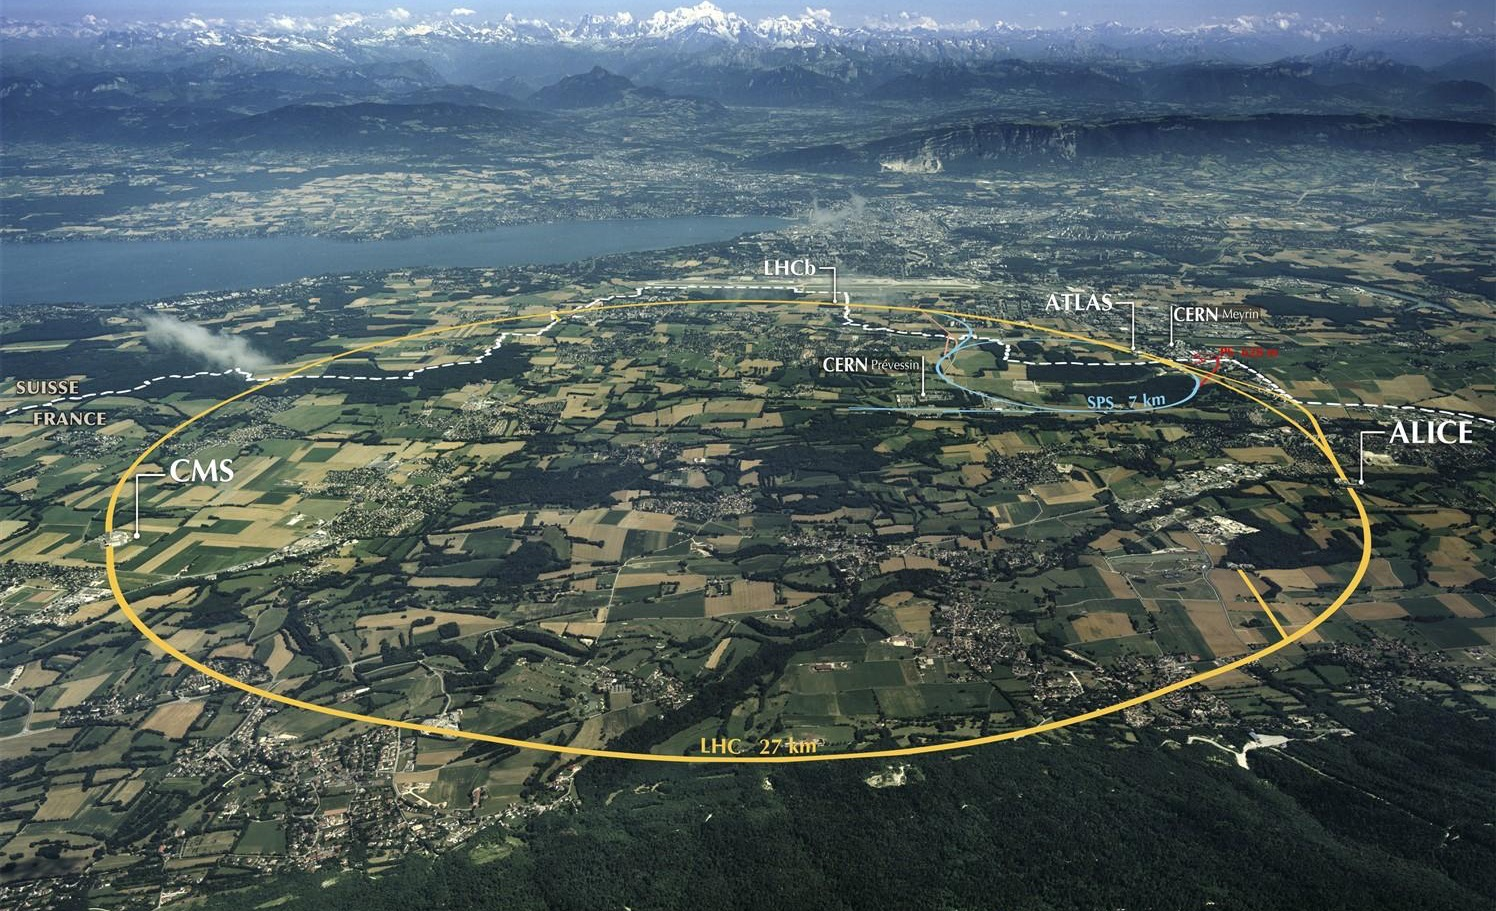 LHCb
ATLAS
CERN Meyrin
CERN Prévessin
SUISSE
FRANCE
SPS 7 km
ALICE
CMS
LHC 27 km